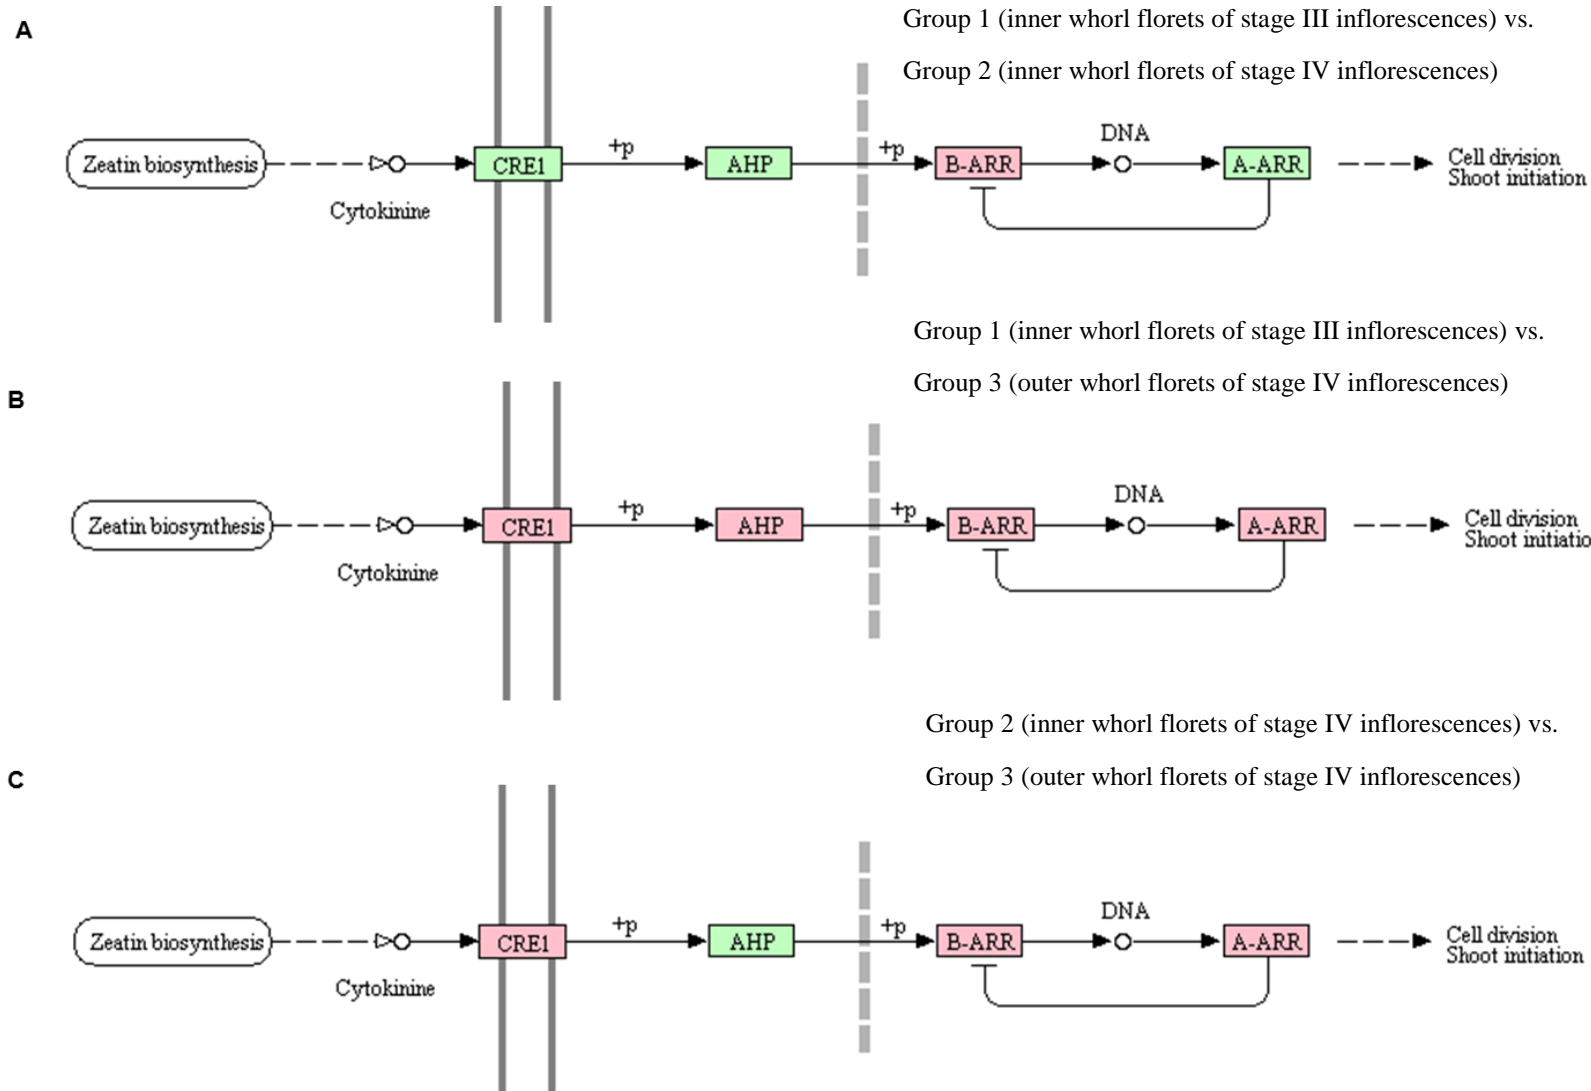 A
Group 1 (inner whorl florets of stage III inflorescences) vs.
Group 2 (inner whorl florets of stage IV inflorescences)
Zeatin biosynthesis
Cytokinine
CRE1
+p
AHP
+p
B-ARR
DNA
A-ARR
Cell division
Shoot initiation
B
Group 1 (inner whorl florets of stage III inflorescences) vs.
Group 3 (outer whorl florets of stage IV inflorescences)
Zeatin biosynthesis
Cytokinine
CRE1
+p
AHP
+p
B-ARR
DNA
A-ARR
Cell division
Shoot initiatio
C
Group 2 (inner whorl florets of stage IV inflorescences) vs.
Group 3 (outer whorl florets of stage IV inflorescences)
Zeatin biosynthesis
Cytokinine
CRE1
+p
AHP
+p
B-ARR
DNA
A-ARR
Cell division
Shoot initiation